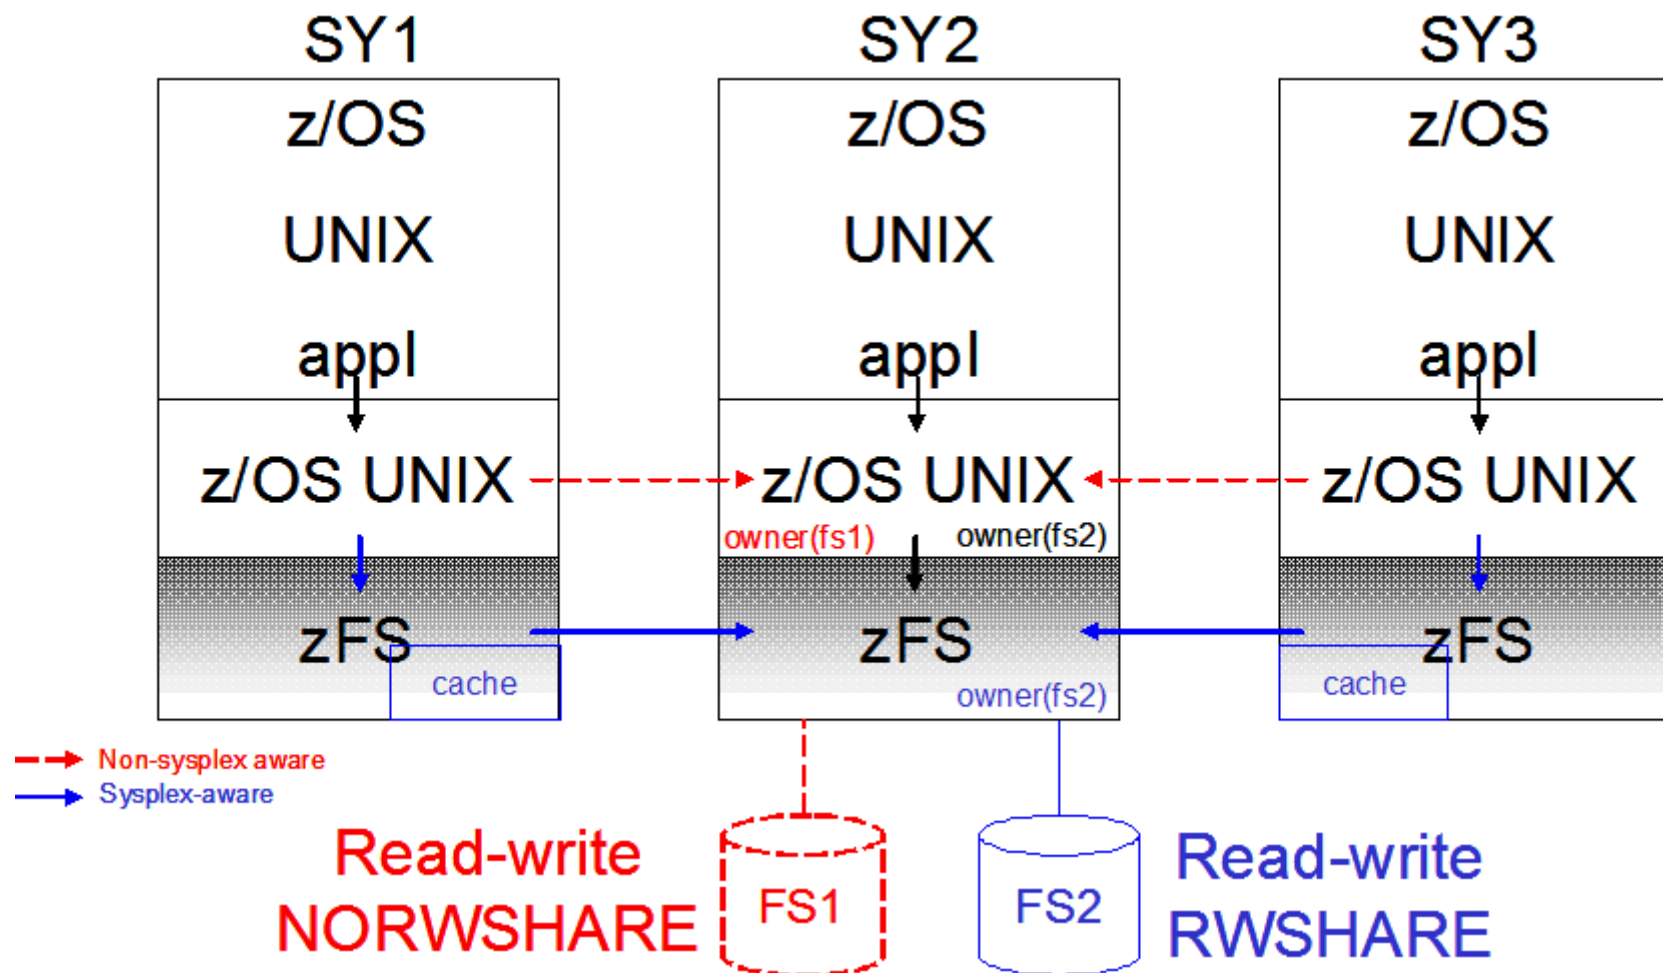 SY1 SY2 SY3
z/OS z/OS z/OS
UNIX UNIX UNIX
appl appl appl
z/OS UNIX z/OS UNIX z/OS UNIX
owner(fs1) owner(fs2)
zFS zFS zFS
cache owner(fs2) cache
Non-sysplex aware
Sysplex-aware
Read-write
NORWSHARE
FS1
FS2
Read-write
RWSHARE